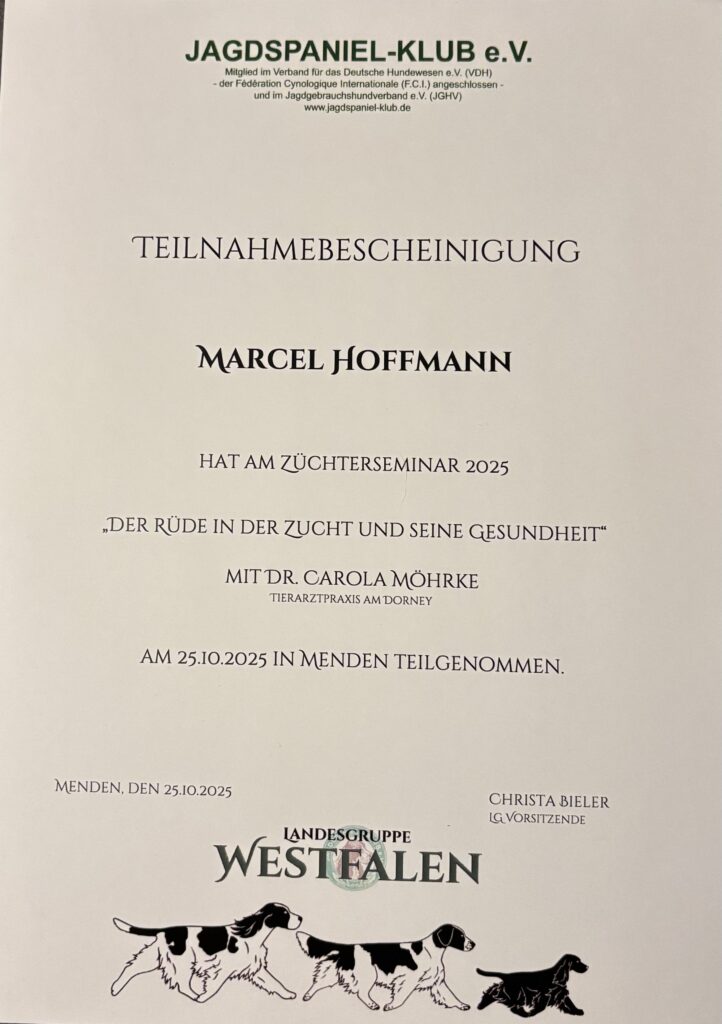 JAGDSPANIEL-KLUB e.V.
Mitglied im Verband für das Deutsche Hundewesen e.V. (VDH)
- der Fédération Cynologique Internationale (F.C.I.) angeschlossen -
und im Jagdgebrauchshundverband e.V. (JGHV)
www.jagdspaniel-klub.de
Teilnahmebescheinigung
Marcel Hoffmann
hat am Züchterseminar 2025
„Der Rüde in der Zucht und seine Gesundheit“
mit Dr. Carola Möhrke
Tierarztpraxis am Dorney
am 25.10.2025 in Menden teilgenommen.
Menden, den 25.10.2025
Christa Bieler
LG Vorsitzende
Landesgruppe
Westfalen